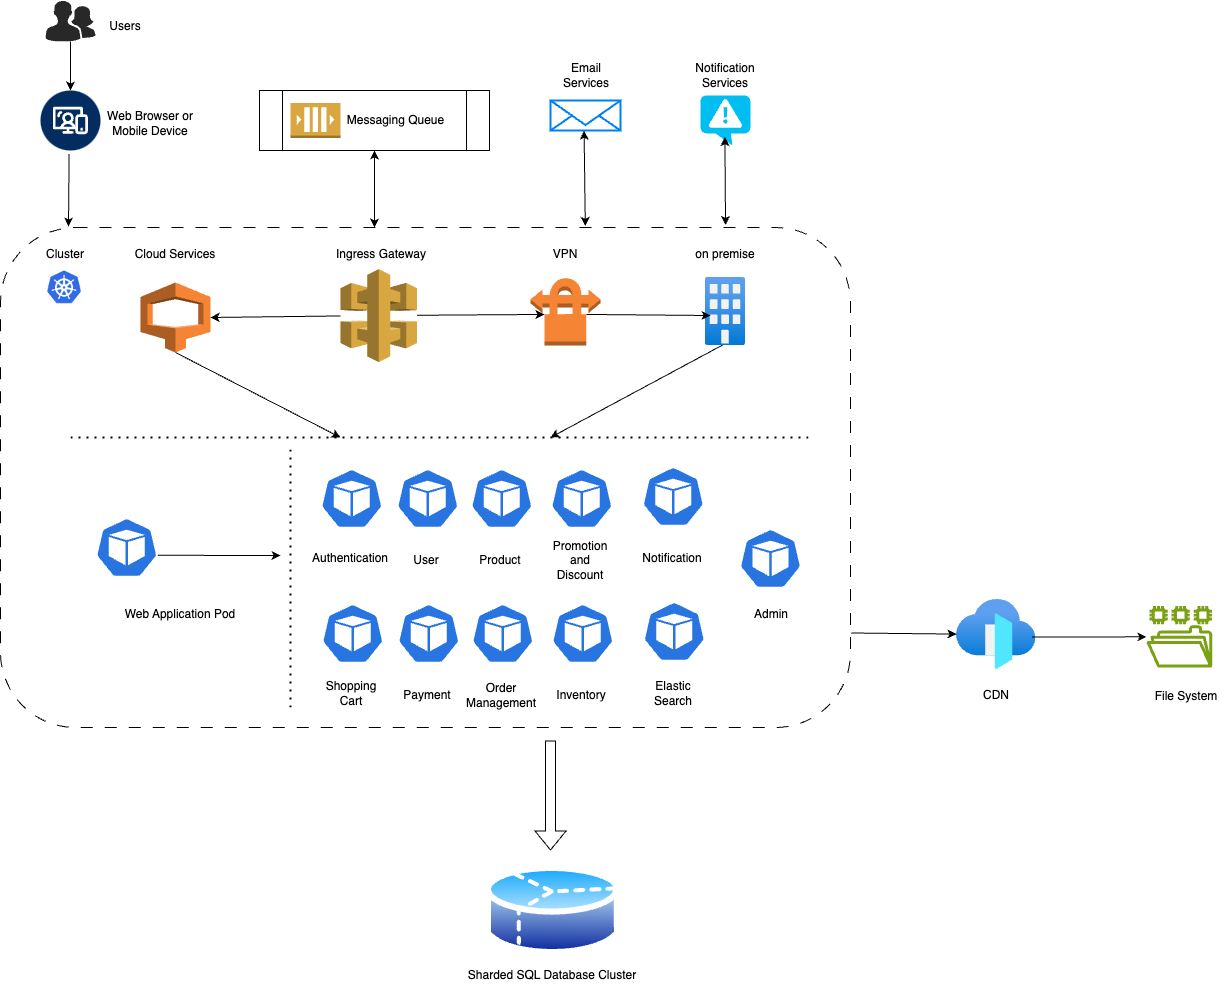 Users
Email
Services
Notification
Services
Web Browser or
Mobile Device
Messaging Queue
Cluster
Cloud Services
Ingress Gateway
VPN
on premise
Authentication
User
Product
Promotion
and
Discount
Notification
Web Application Pod
Admin
Shopping
Cart
Payment
Order
Management
Inventory
Elastic
Search
CDN
File System
Sharded SQL Database Cluster